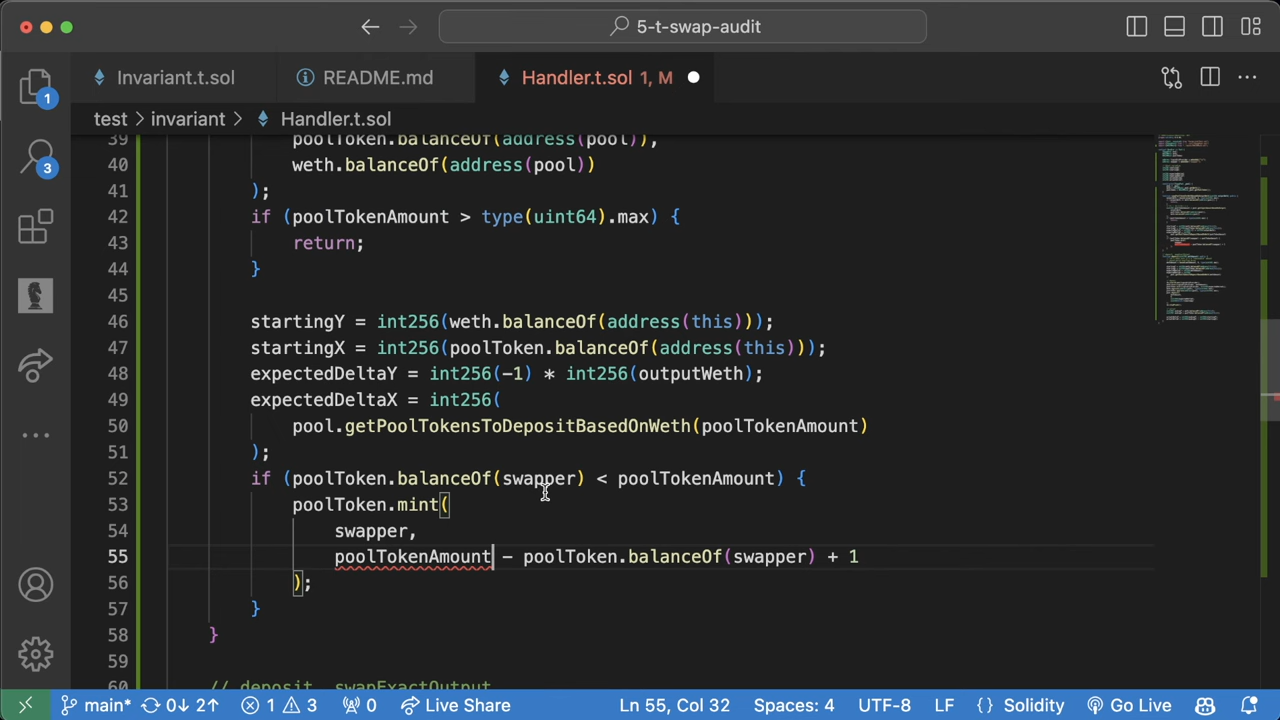 5-t-swap-audit
Invariant.t.sol
README.md
Handler.t.sol 1, M
test > invariant > Handler.t.sol
1
3
39 poolToken.balanceOf(address(pool)),
40 weth.balanceOf(address(pool))
41 );
42 if (poolTokenAmount > type(uint64).max) {
43 return;
44 }
45
46 startingY = int256(weth.balanceOf(address(this)));
47 startingX = int256(poolToken.balanceOf(address(this)));
48 expectedDeltaY = int256(-1) * int256(outputWeth);
49 expectedDeltaX = int256(
50 pool.getPoolTokensToDepositBasedOnWeth(poolTokenAmount)
51 );
52 if (poolToken.balanceOf(swapper) < poolTokenAmount) {
53 poolToken.mint(
54 swapper,
55 poolTokenAmount - poolToken.balanceOf(swapper) + 1
56 );
57 }
58 }
59
60 // deposit, swapExactOutput
main* 0↓ 2↑ 1 3 0 Live Share Ln 55, Col 32 Spaces: 4 UTF-8 LF {} Solidity Go Live